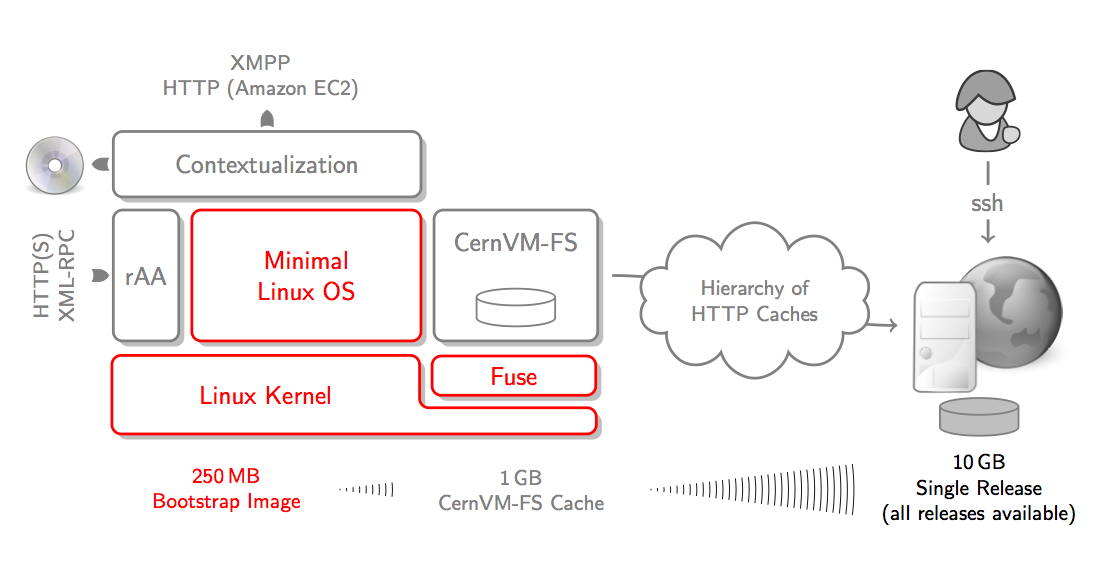 XMPP
HTTP (Amazon EC2)
Contextualization
HTTP(S)
XML-RPC
rAA
Minimal
Linux OS
CernVM-FS
Linux Kernel
Fuse
Hierarchy of
HTTP Caches
ssh
250 MB
Bootstrap Image
1 GB
CernVM-FS Cache
10 GB
Single Release
(all releases available)